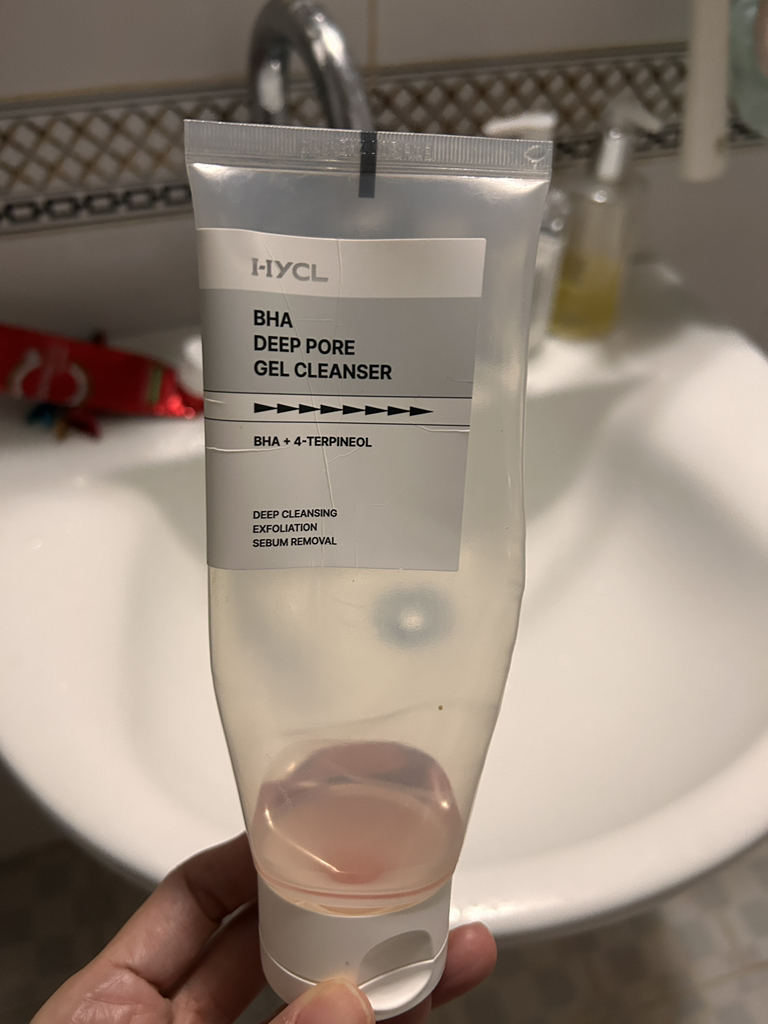 HYCL
BHA
DEEP PORE
GEL CLEANSER
BHA + 4-TERPINEOL
DEEP CLEANSING
EXFOLIATION
SEBUM REMOVAL